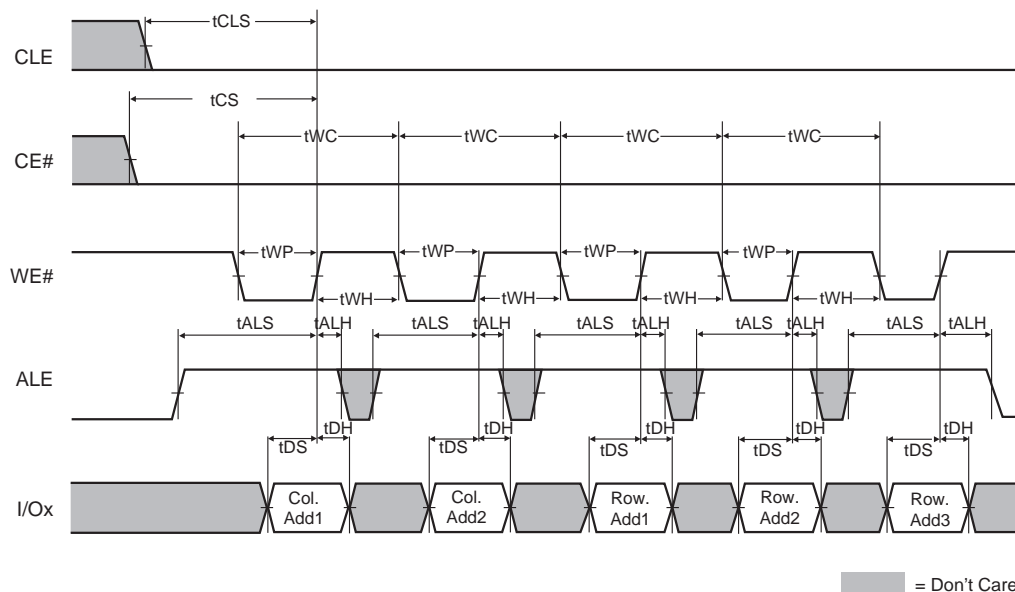 tCLS
CLE
tCS
tWC tWC tWC tWC
CE#
tWP tWP tWP tWP
WE#
tWH tWH tWH tWH
tALS tALH tALS tALH tALS tALH tALS tALH tALS tALH
ALE
tDH tDH tDH tDH tDH
tDS tDS tDS tDS tDS
I/Ox
Col. Add1
Col. Add2
Row. Add1
Row. Add2
Row. Add3
= Don't Care